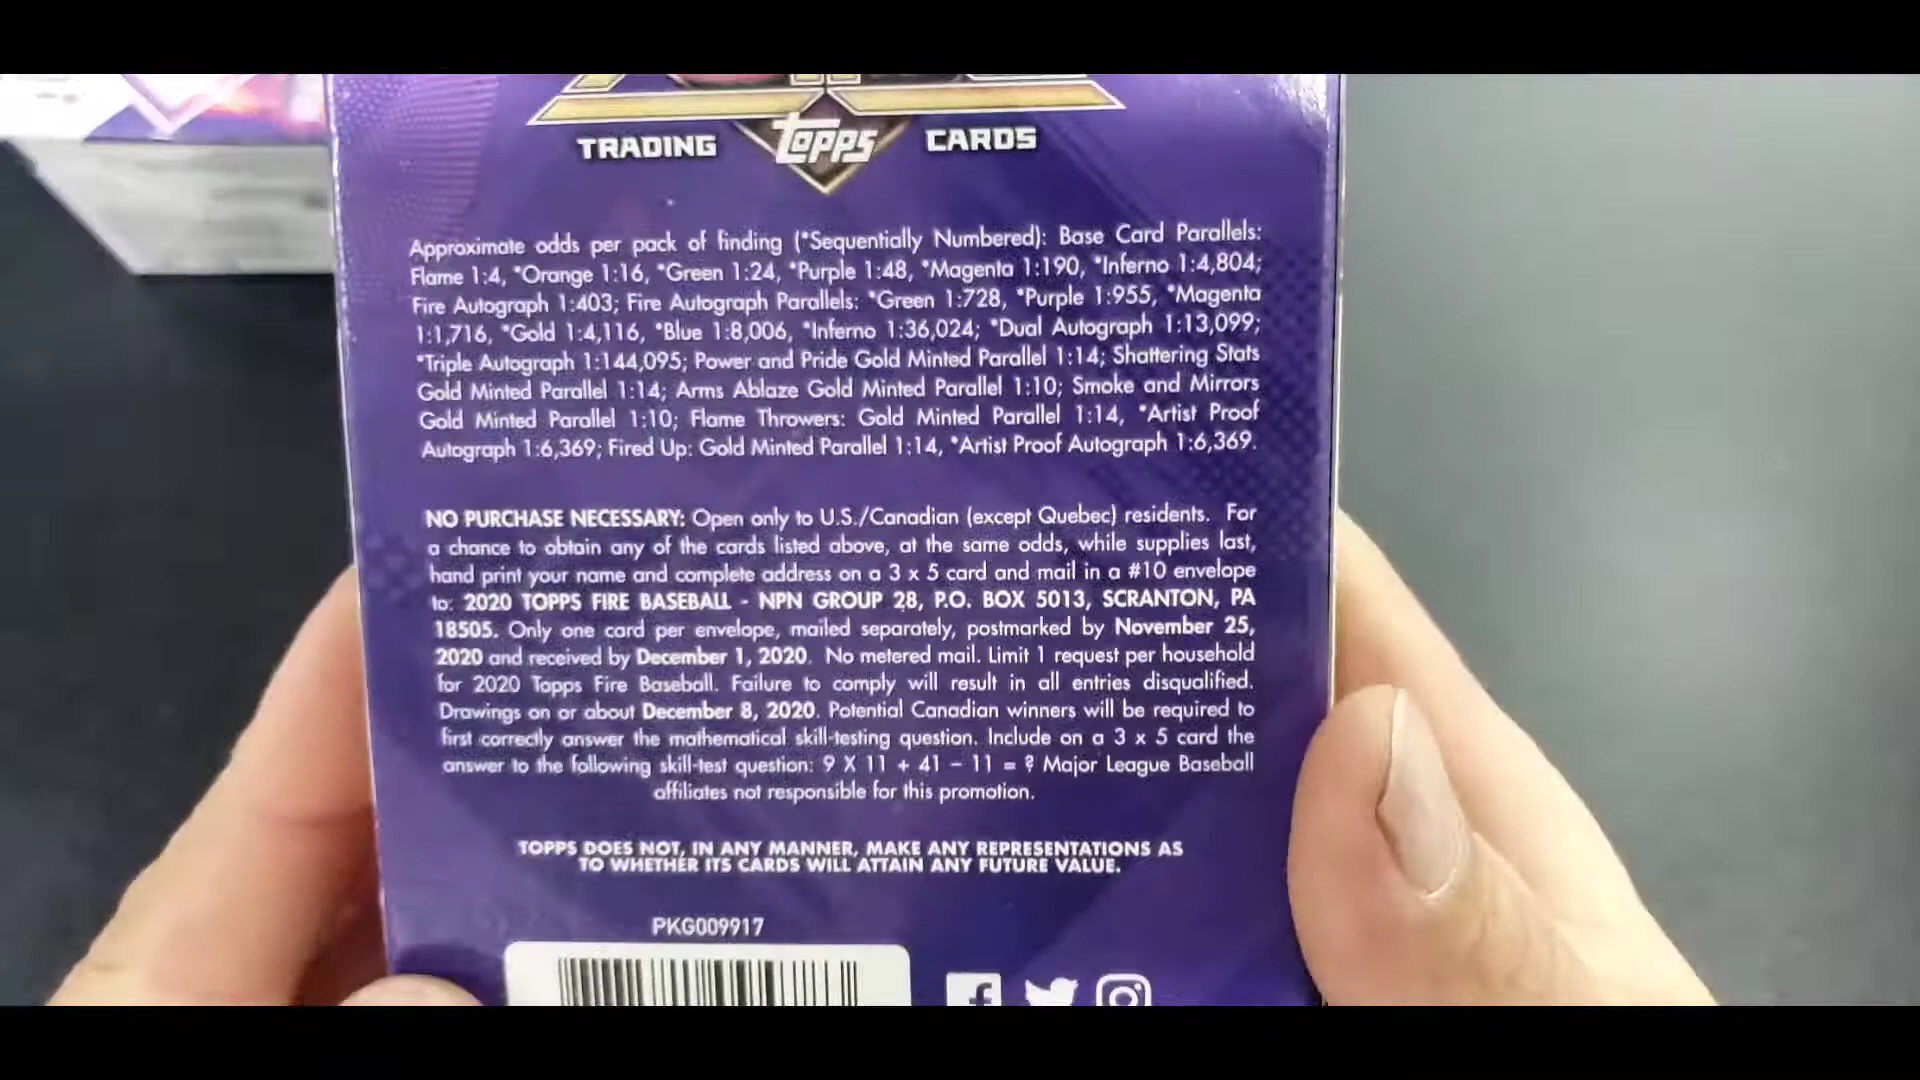 TRADING topps CARDS
Approximate odds per pack of finding (*Sequentially Numbered): Base Card Parallels:
Flame 1:4, *Orange 1:16, *Green 1:24, *Purple 1:48, *Magenta 1:190, *Inferno 1:4,804;
Fire Autograph 1:403; Fire Autograph Parallels: *Green 1:728, *Purple 1:955, *Magenta
1:1,716, *Gold 1:4,116, *Blue 1:8,006, *Inferno 1:36,024; *Dual Autograph 1:13,099;
*Triple Autograph 1:144,095; Power and Pride Gold Minted Parallel 1:14; Shattering Stats
Gold Minted Parallel 1:14; Arms Ablaze Gold Minted Parallel 1:10; Smoke and Mirrors
Gold Minted Parallel 1:10; Flame Throwers: Gold Minted Parallel 1:14, *Artist Proof
Autograph 1:6,369; Fired Up: Gold Minted Parallel 1:14, *Artist Proof Autograph 1:6,369.
NO PURCHASE NECESSARY: Open only to U.S./Canadian (except Quebec) residents. For
a chance to obtain any of the cards listed above, at the same odds, while supplies last,
hand print your name and complete address on a 3 x 5 card and mail in a #10 envelope
to: 2020 TOPPS FIRE BASEBALL - NPN GROUP 28, P.O. BOX 5013, SCRANTON, PA
18505. Only one card per envelope, mailed separately, postmarked by November 25,
2020 and received by December 1, 2020. No metered mail. Limit 1 request per household
for 2020 Topps Fire Baseball. Failure to comply will result in all entries disqualified.
Drawings on or about December 8, 2020. Potential Canadian winners will be required to
first correctly answer the mathematical skill-testing question. Include on a 3 x 5 card the
answer to the following skill-test question: 9 X 11 + 41 - 11 = ? Major League Baseball
affiliates not responsible for this promotion.
TOPPS DOES NOT, IN ANY MANNER, MAKE ANY REPRESENTATIONS AS
TO WHETHER ITS CARDS WILL ATTAIN ANY FUTURE VALUE.
PKG009917